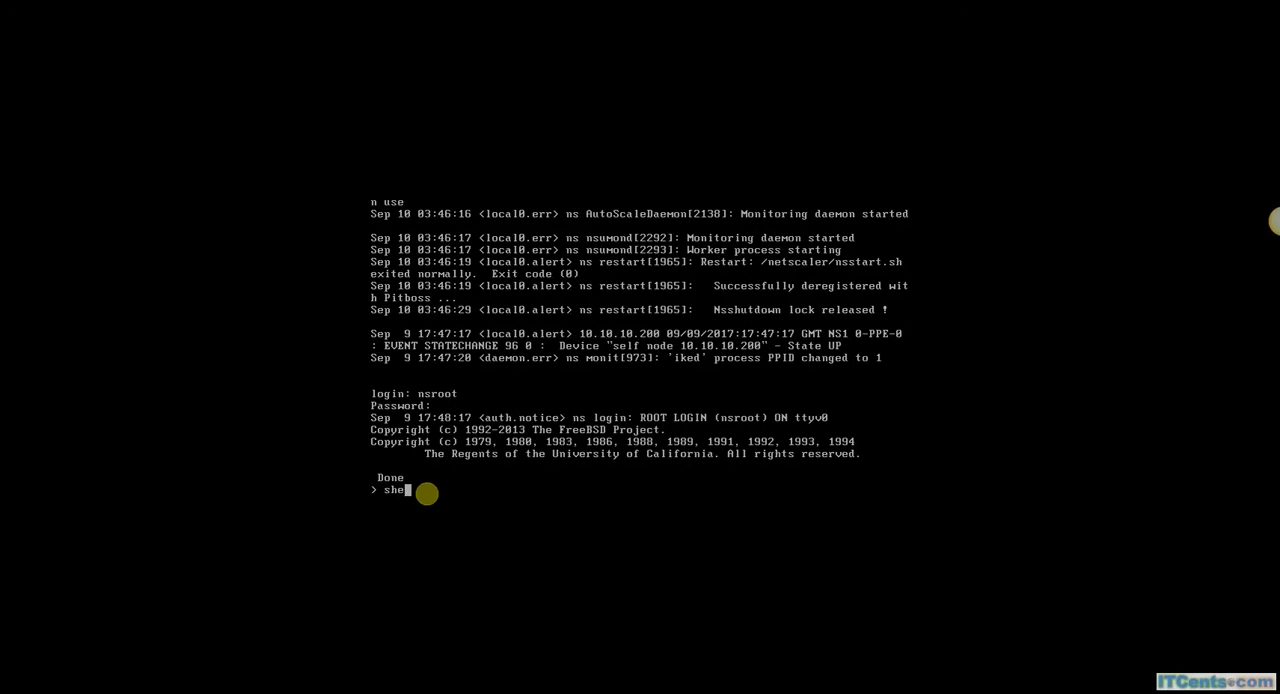 n use
Sep 10 03:46:16 <local0.err> ns AutoScaleDaemon[2138]: Monitoring daemon started
Sep 10 03:46:17 <local0.err> ns nsumond[2292]: Monitoring daemon started
Sep 10 03:46:17 <local0.err> ns nsumond[2293]: Worker process starting
Sep 10 03:46:19 <local0.alert> ns restart[1965]: Restart: /netscaler/nsstart.sh
exited normally.  Exit code (0)
Sep 10 03:46:19 <local0.alert> ns restart[1965]:   Successfully deregistered wit
h Pitboss ...
Sep 10 03:46:29 <local0.alert> ns restart[1965]:   Nsshutdown lock released !
Sep  9 17:47:17 <local0.alert> 10.10.10.200 09/09/2017:17:47:17 GMT NS1 0-PPE-0
: EVENT STATECHANGE 96 0 :  Device "self node 10.10.10.200" - State UP
Sep  9 17:47:20 <daemon.err> ns monit[973]: 'iked' process PPID changed to 1
login: nsroot
Password:
Sep  9 17:48:17 <auth.notice> ns login: ROOT LOGIN (nsroot) ON ttyv0
Copyright (c) 1992-2013 The FreeBSD Project.
Copyright (c) 1979, 1980, 1983, 1986, 1988, 1989, 1991, 1992, 1993, 1994
The Regents of the University of California. All rights reserved.
Done
> she
ITCents.com